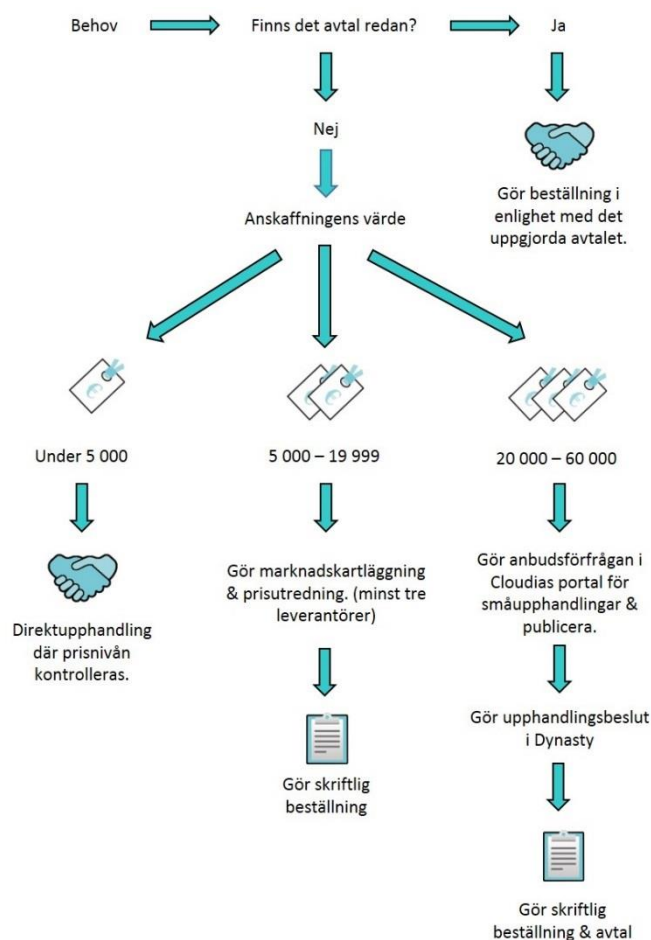 Behov
Finns det avtal redan?
Ja
Nej
Gör beställning i
enlighet med det
uppgjorda avtalet.
Anskaffningens värde
€
€
€
Under 5 000
5 000 – 19 999
20 000 – 60 000
Direktupphandling
där prisnivån
kontrolleras.
Gör marknadskartläggning
& prisutredning. (minst tre
leverantörer)
Gör skriftlig
beställning
Gör anbudsförfrågan i
Cloudias portal för
småupphandlingar &
publicera.
Gör upphandlingsbeslut
i Dynasty
Gör skriftlig
beställning & avtal